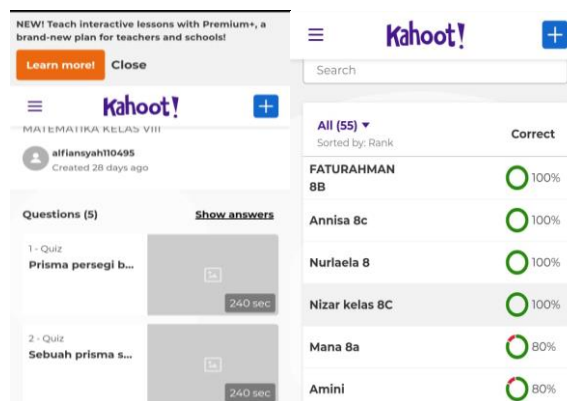 NEW! Teach interactive lessons with Premium+, a
brand-new plan for teachers and schools!
Learn more! Close
Kahoot!
MATEMATIKA KELAS VIII
alfiansyah110495
Created 28 days ago
Questions (5) Show answers
1 - Quiz
Prisma persegi b...
240 sec
2 - Quiz
Sebuah prisma s...
240 sec
Kahoot!
Search
All (55) ▼
Sorted by: Rank
Correct
FATURAHMAN
8B
100%
Annisa 8c 100%
Nurlaela 8 100%
Nizar kelas 8C 100%
Mana 8a 80%
Amini 80%